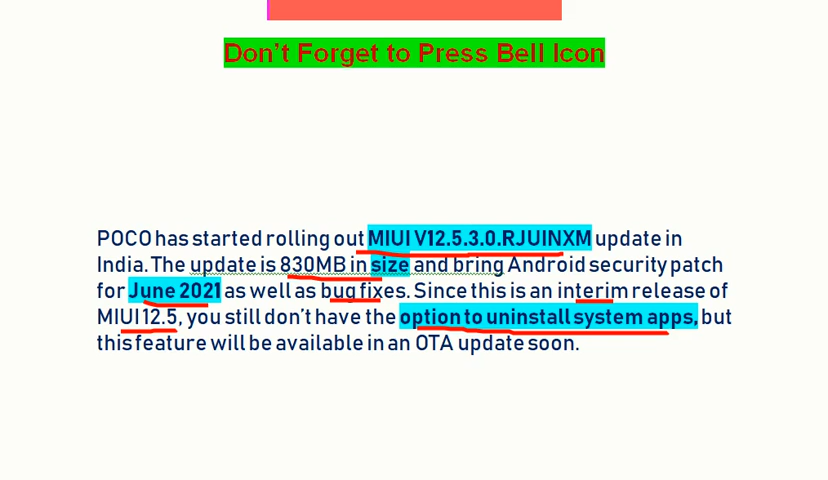 Don't Forget to Press Bell Icon
POCO has started rolling out MIUI V12.5.3.0.RJUINXM update in
India. The update is 830MB in size and bring Android security patch
for June 2021 as well as bug fixes. Since this is an interim release of
MIUI 12.5, you still don't have the option to uninstall system apps, but
this feature will be available in an OTA update soon.